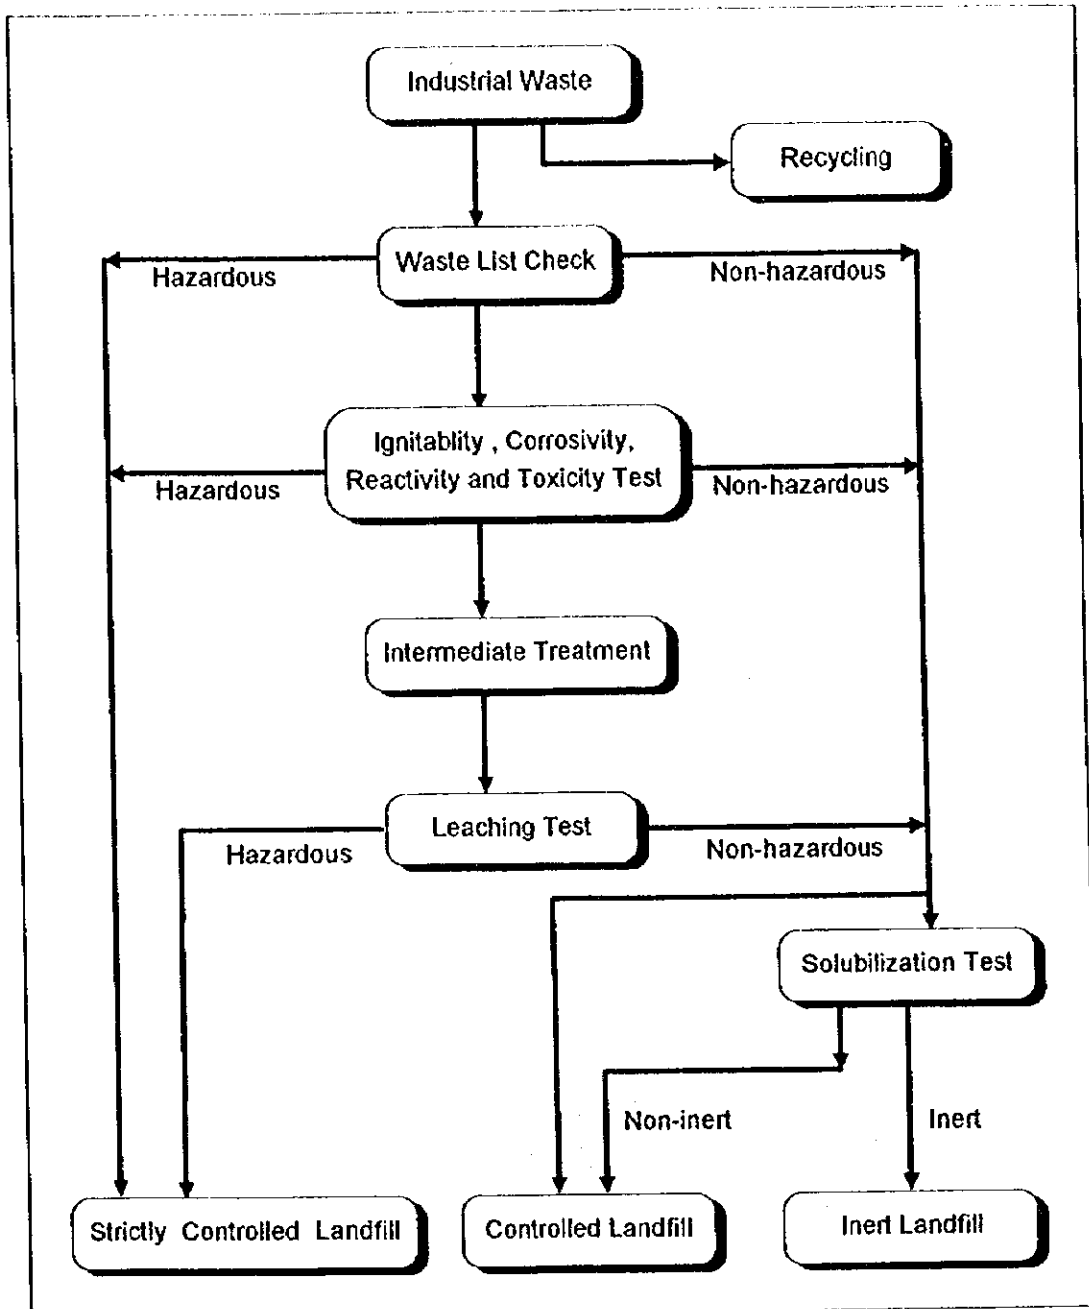 Industrial Waste
Recycling
Waste List Check
Hazardous
Non-hazardous
Ignitablity , Corrosivity,
Reactivity and Toxicity Test
Hazardous
Non-hazardous
Intermediate Treatment
Leaching Test
Hazardous
Non-hazardous
Solubilization Test
Non-inert
Inert
Strictly Controlled Landfill
Controlled Landfill
Inert Landfill